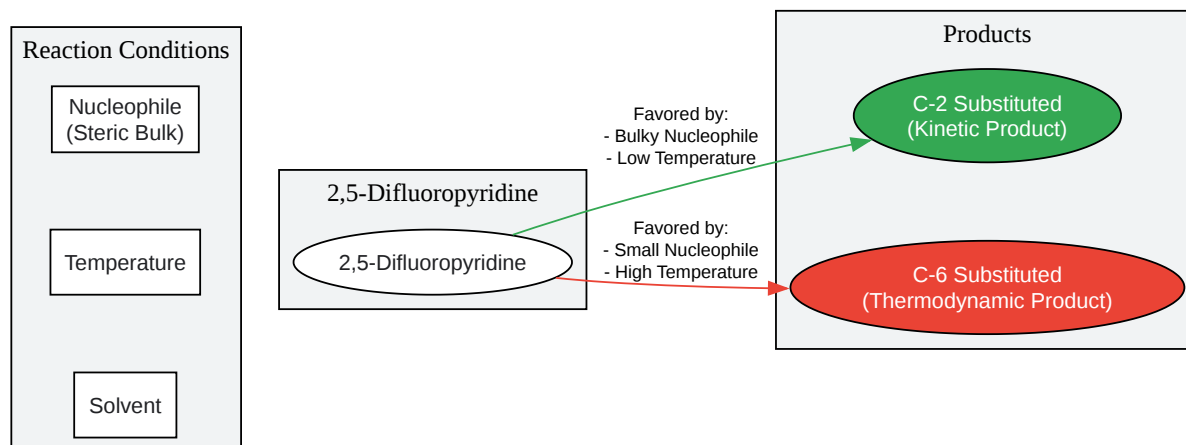 Reaction Conditions
Nucleophile
(Steric Bulk)
Temperature
Solvent
2,5-Difluoropyridine
2,5-Difluoropyridine
Favored by:
- Bulky Nucleophile
- Low Temperature
Favored by:
- Small Nucleophile
- High Temperature
Products
C-2 Substituted
(Kinetic Product)
C-6 Substituted
(Thermodynamic Product)